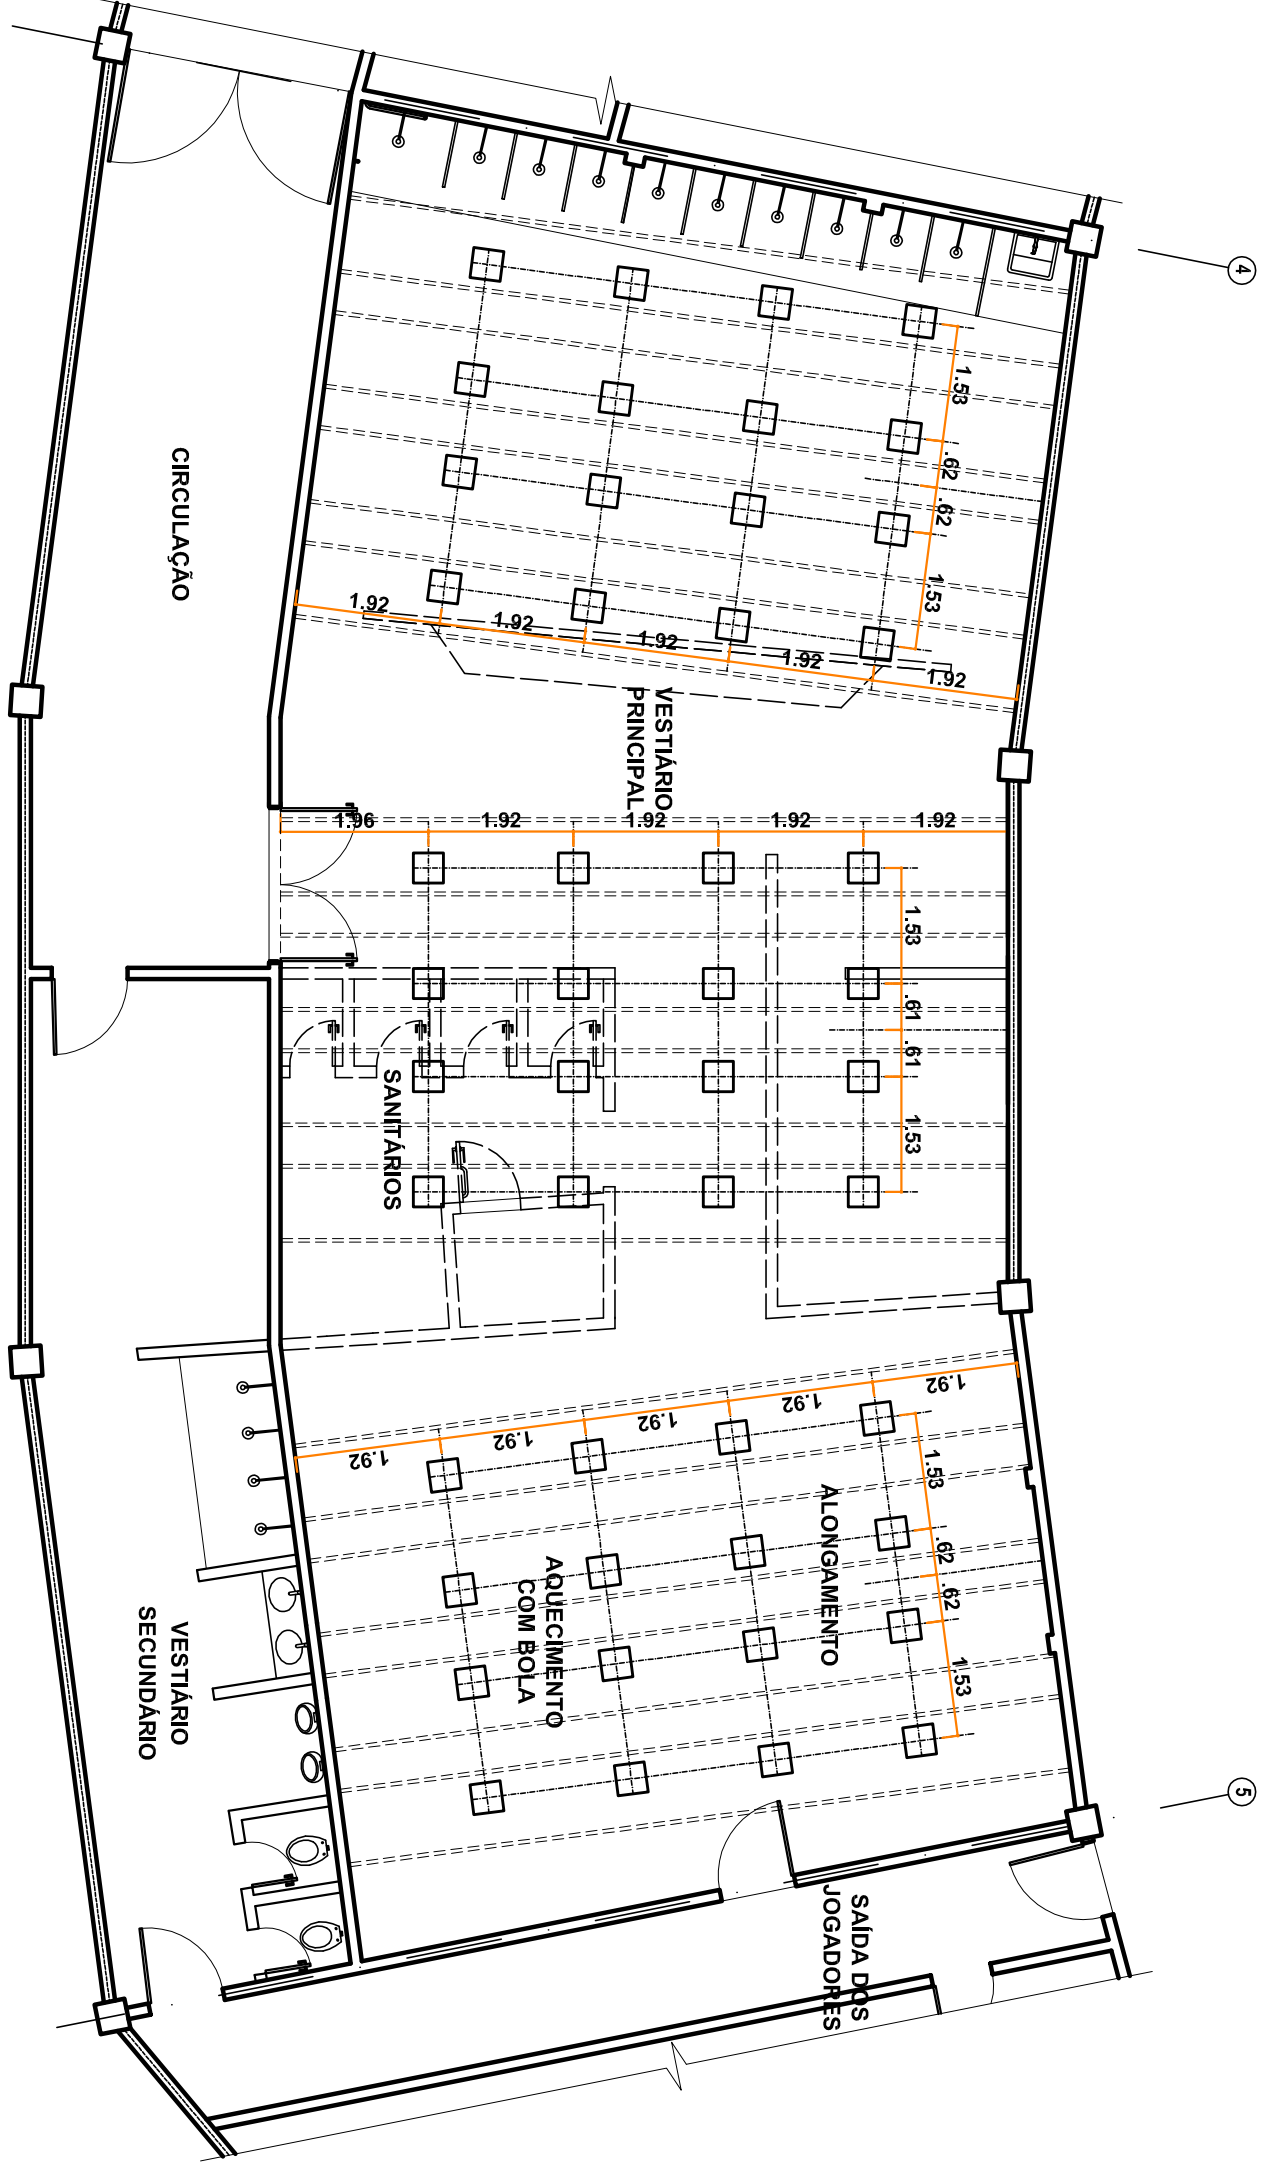 4
1.53
.62
.62
1.53
CIRCULAÇÃO
1.92
1.92
1.92
1.92
1.92
VESTIÁRIO
PRINCIPAL
1.96
1.92
1.92
1.92
1.92
1.53
.61
.61
1.53
SANITÁRIOS
1.92
1.92
1.92
1.92
1.92
1.53
.62
.62
1.53
ALONGAMENTO
AQUECIMENTO
COM BOLA
VESTIÁRIO
SECUNDÁRIO
5
SAÍDA DOS
JOGADORES